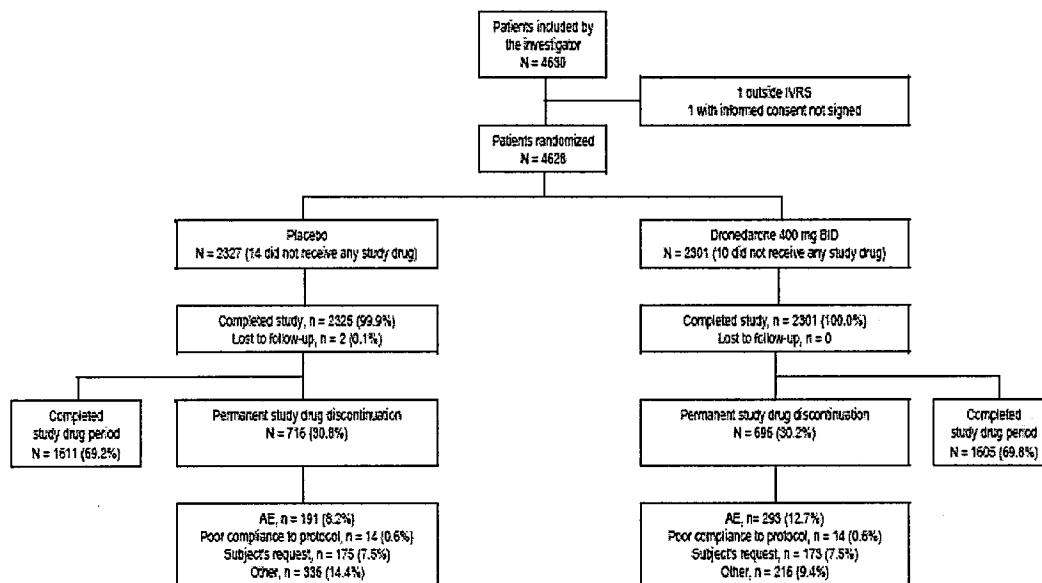 Patients included by
the investigator
N = 4630
1 outside IVRS
1 with informed consent not signed
Patients randomized
N = 4628
Placebo
N = 2327 (14 did not receive any study drug)
Dronedarone 400 mg BID
N = 2301 (10 did not receive any study drug)
Completed study, n = 2325 (99.9%)
Lost to follow-up, n = 2 (0.1%)
Completed study, n = 2301 (100.0%)
Lost to follow-up, n = 0
Completed
study drug period
N = 1611 (69.2%)
Permanent study drug discontinuation
N = 716 (30.8%)
Permanent study drug discontinuation
N = 696 (30.2%)
Completed
study drug period
N = 1605 (69.8%)
AE, n = 191 (8.2%)
Poor compliance to protocol, n = 14 (0.6%)
Subject's request, n = 175 (7.5%)
Other, n = 336 (14.4%)
AE, n= 293 (12.7%)
Poor compliance to protocol, n = 14 (0.6%)
Subject's request, n = 173 (7.5%)
Other, n = 216 (9.4%)